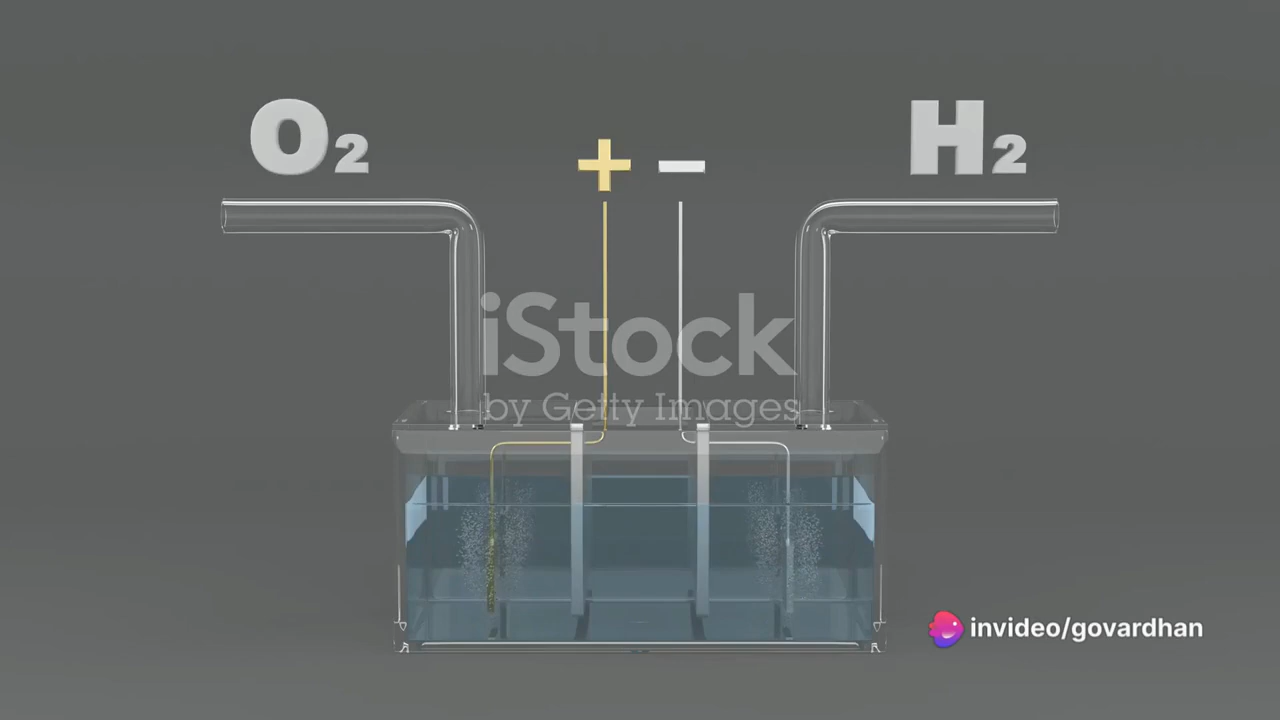 O2
+ −
H2
iStock
by Getty Images
invideo/govardhan